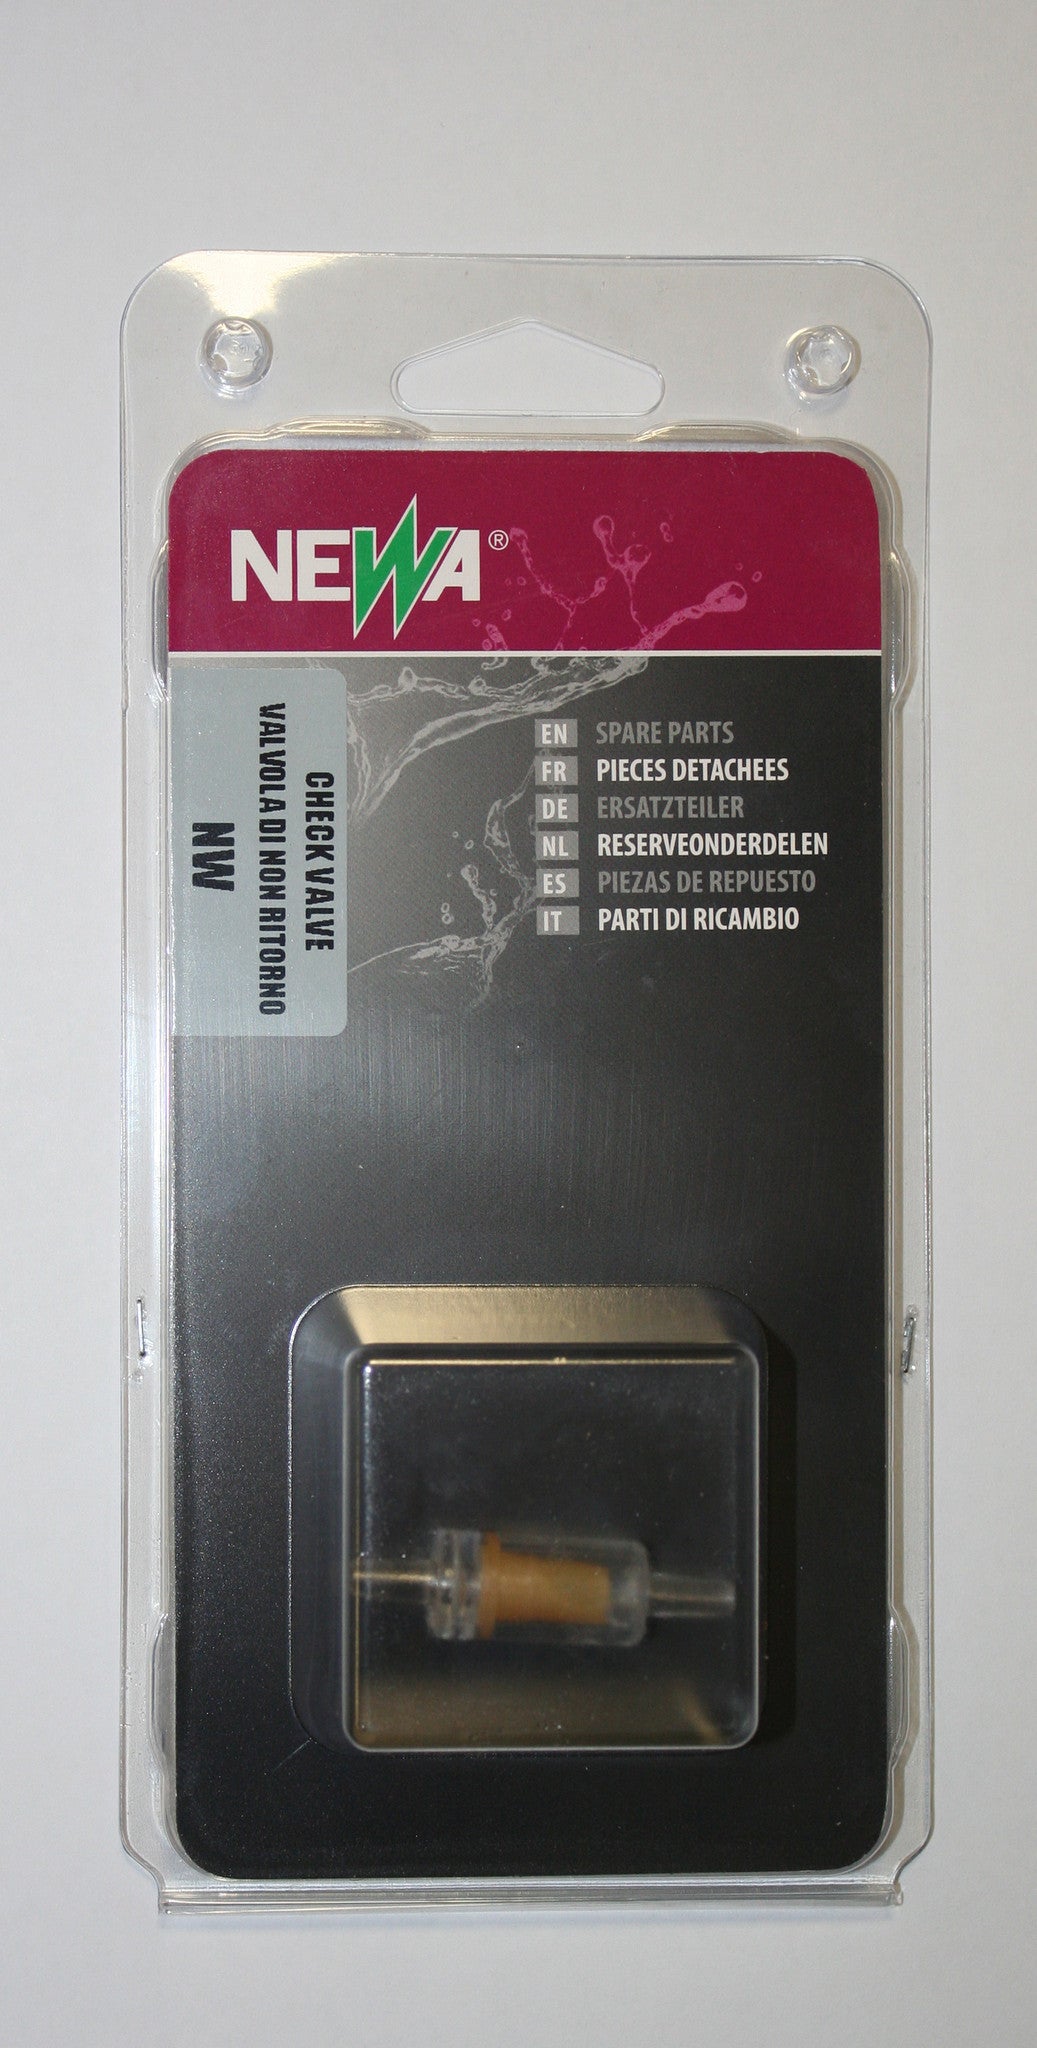 NEWA®
CHECK VALVE
VALVOLA DI NON RITORNO
NW
EN SPARE PARTS
FR PIECES DETACHEES
DE ERSATZTEILER
NL RESERVEONDERDELEN
ES PIEZAS DE REPUESTO
IT PARTI DI RICAMBIO